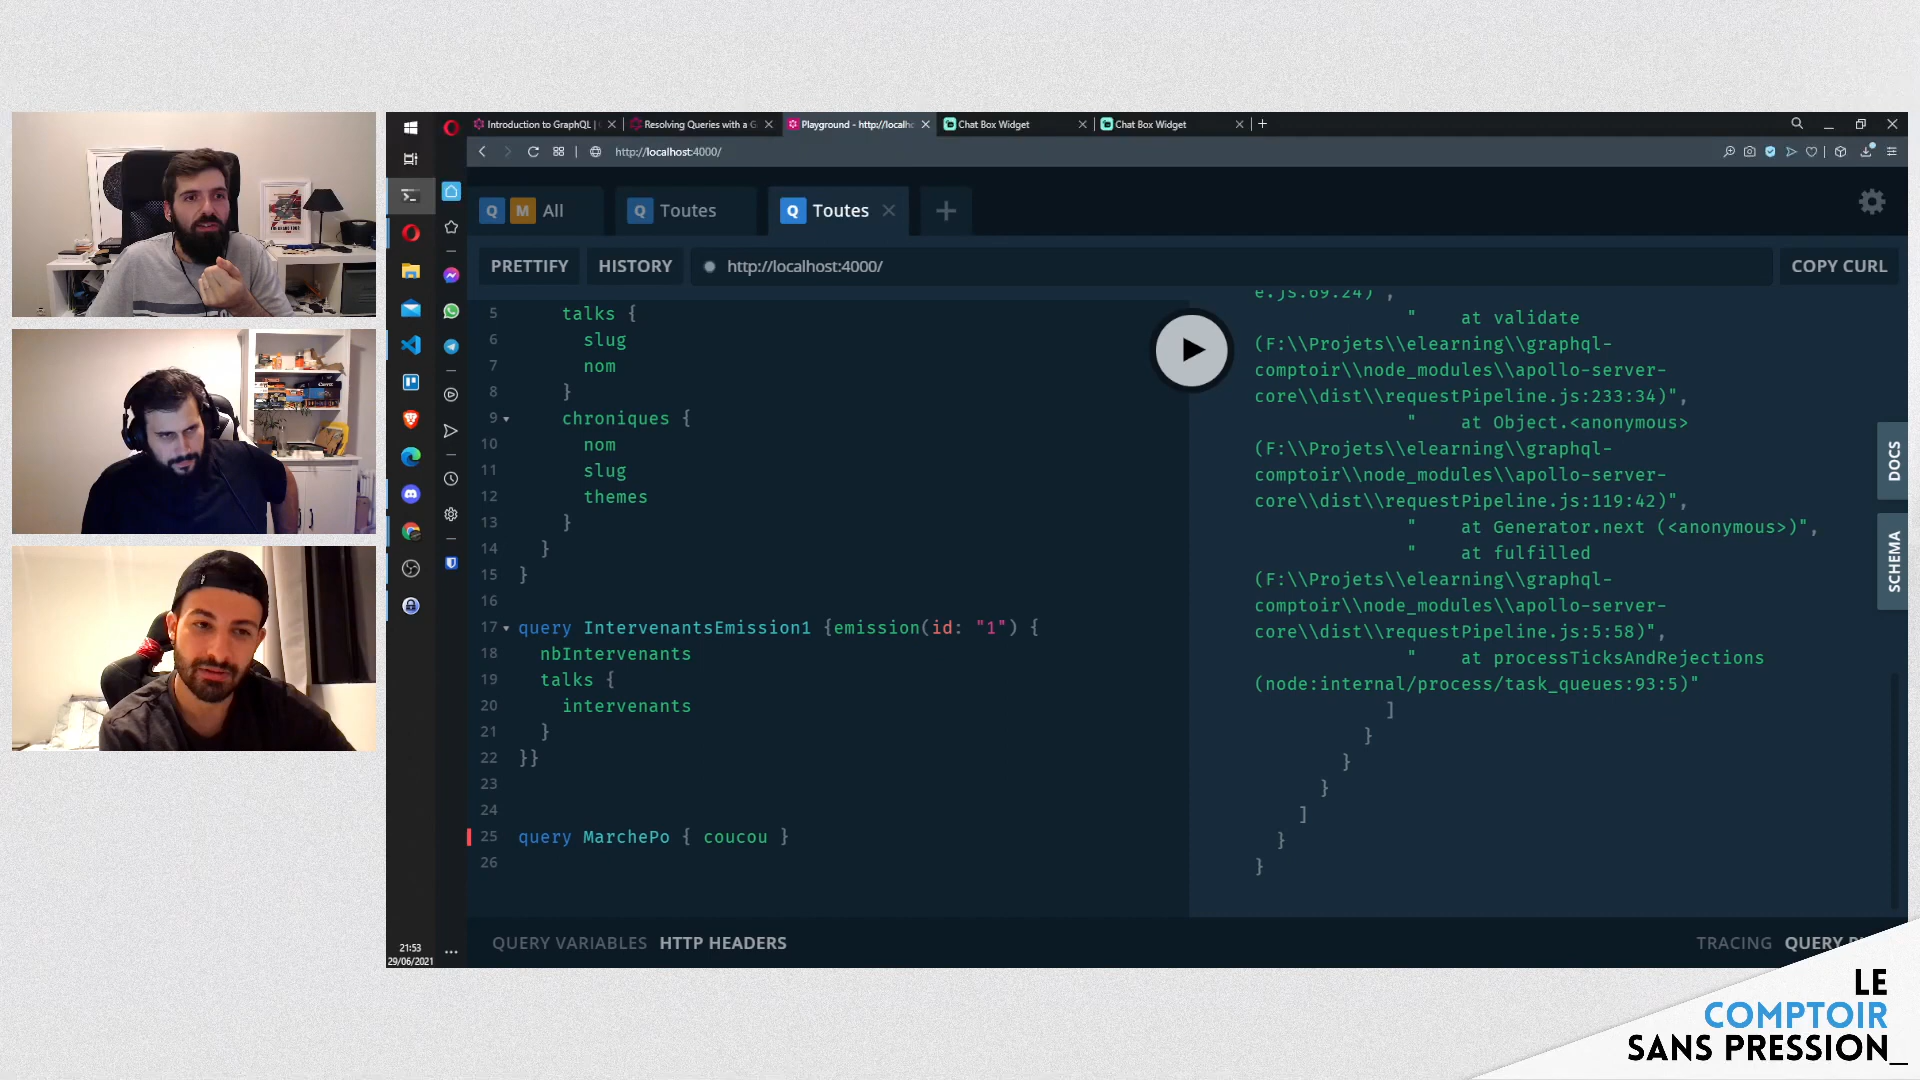 Introduction to GraphQL |
Resolving Queries with a G
Playground - http://localh
Chat Box Widget
Chat Box Widget
http://localhost:4000/
Q M All
Q Toutes
Q Toutes
PRETTIFY
HISTORY
http://localhost:4000/
COPY CURL
5 talks {
6 slug
7 nom
8 }
9 chroniques {
10 nom
11 slug
12 themes
13 }
14 }
15 }
16
17 query IntervenantsEmission1 {emission(id: "1") {
18 nbIntervenants
19 talks {
20 intervenants
21 }
22 }}
23
24
25 query MarchePo { coucou }
26
e.js:69:24)",
" at validate
(F:\\Projets\\elearning\\graphql-
comptoir\\node_modules\\apollo-server-
core\\dist\\requestPipeline.js:233:34)",
" at Object.<anonymous>
(F:\\Projets\\elearning\\graphql-
comptoir\\node_modules\\apollo-server-
core\\dist\\requestPipeline.js:119:42)",
" at Generator.next (<anonymous>)",
" at fulfilled
(F:\\Projets\\elearning\\graphql-
comptoir\\node_modules\\apollo-server-
core\\dist\\requestPipeline.js:5:58)",
" at processTicksAndRejections
(node:internal/process/task_queues:93:5)"
]
}
}
}
]
}
}
DOCS
SCHEMA
QUERY VARIABLES
HTTP HEADERS
TRACING
QUERY
21:53
29/06/2021
LE
COMPTOIR
SANS PRESSION_